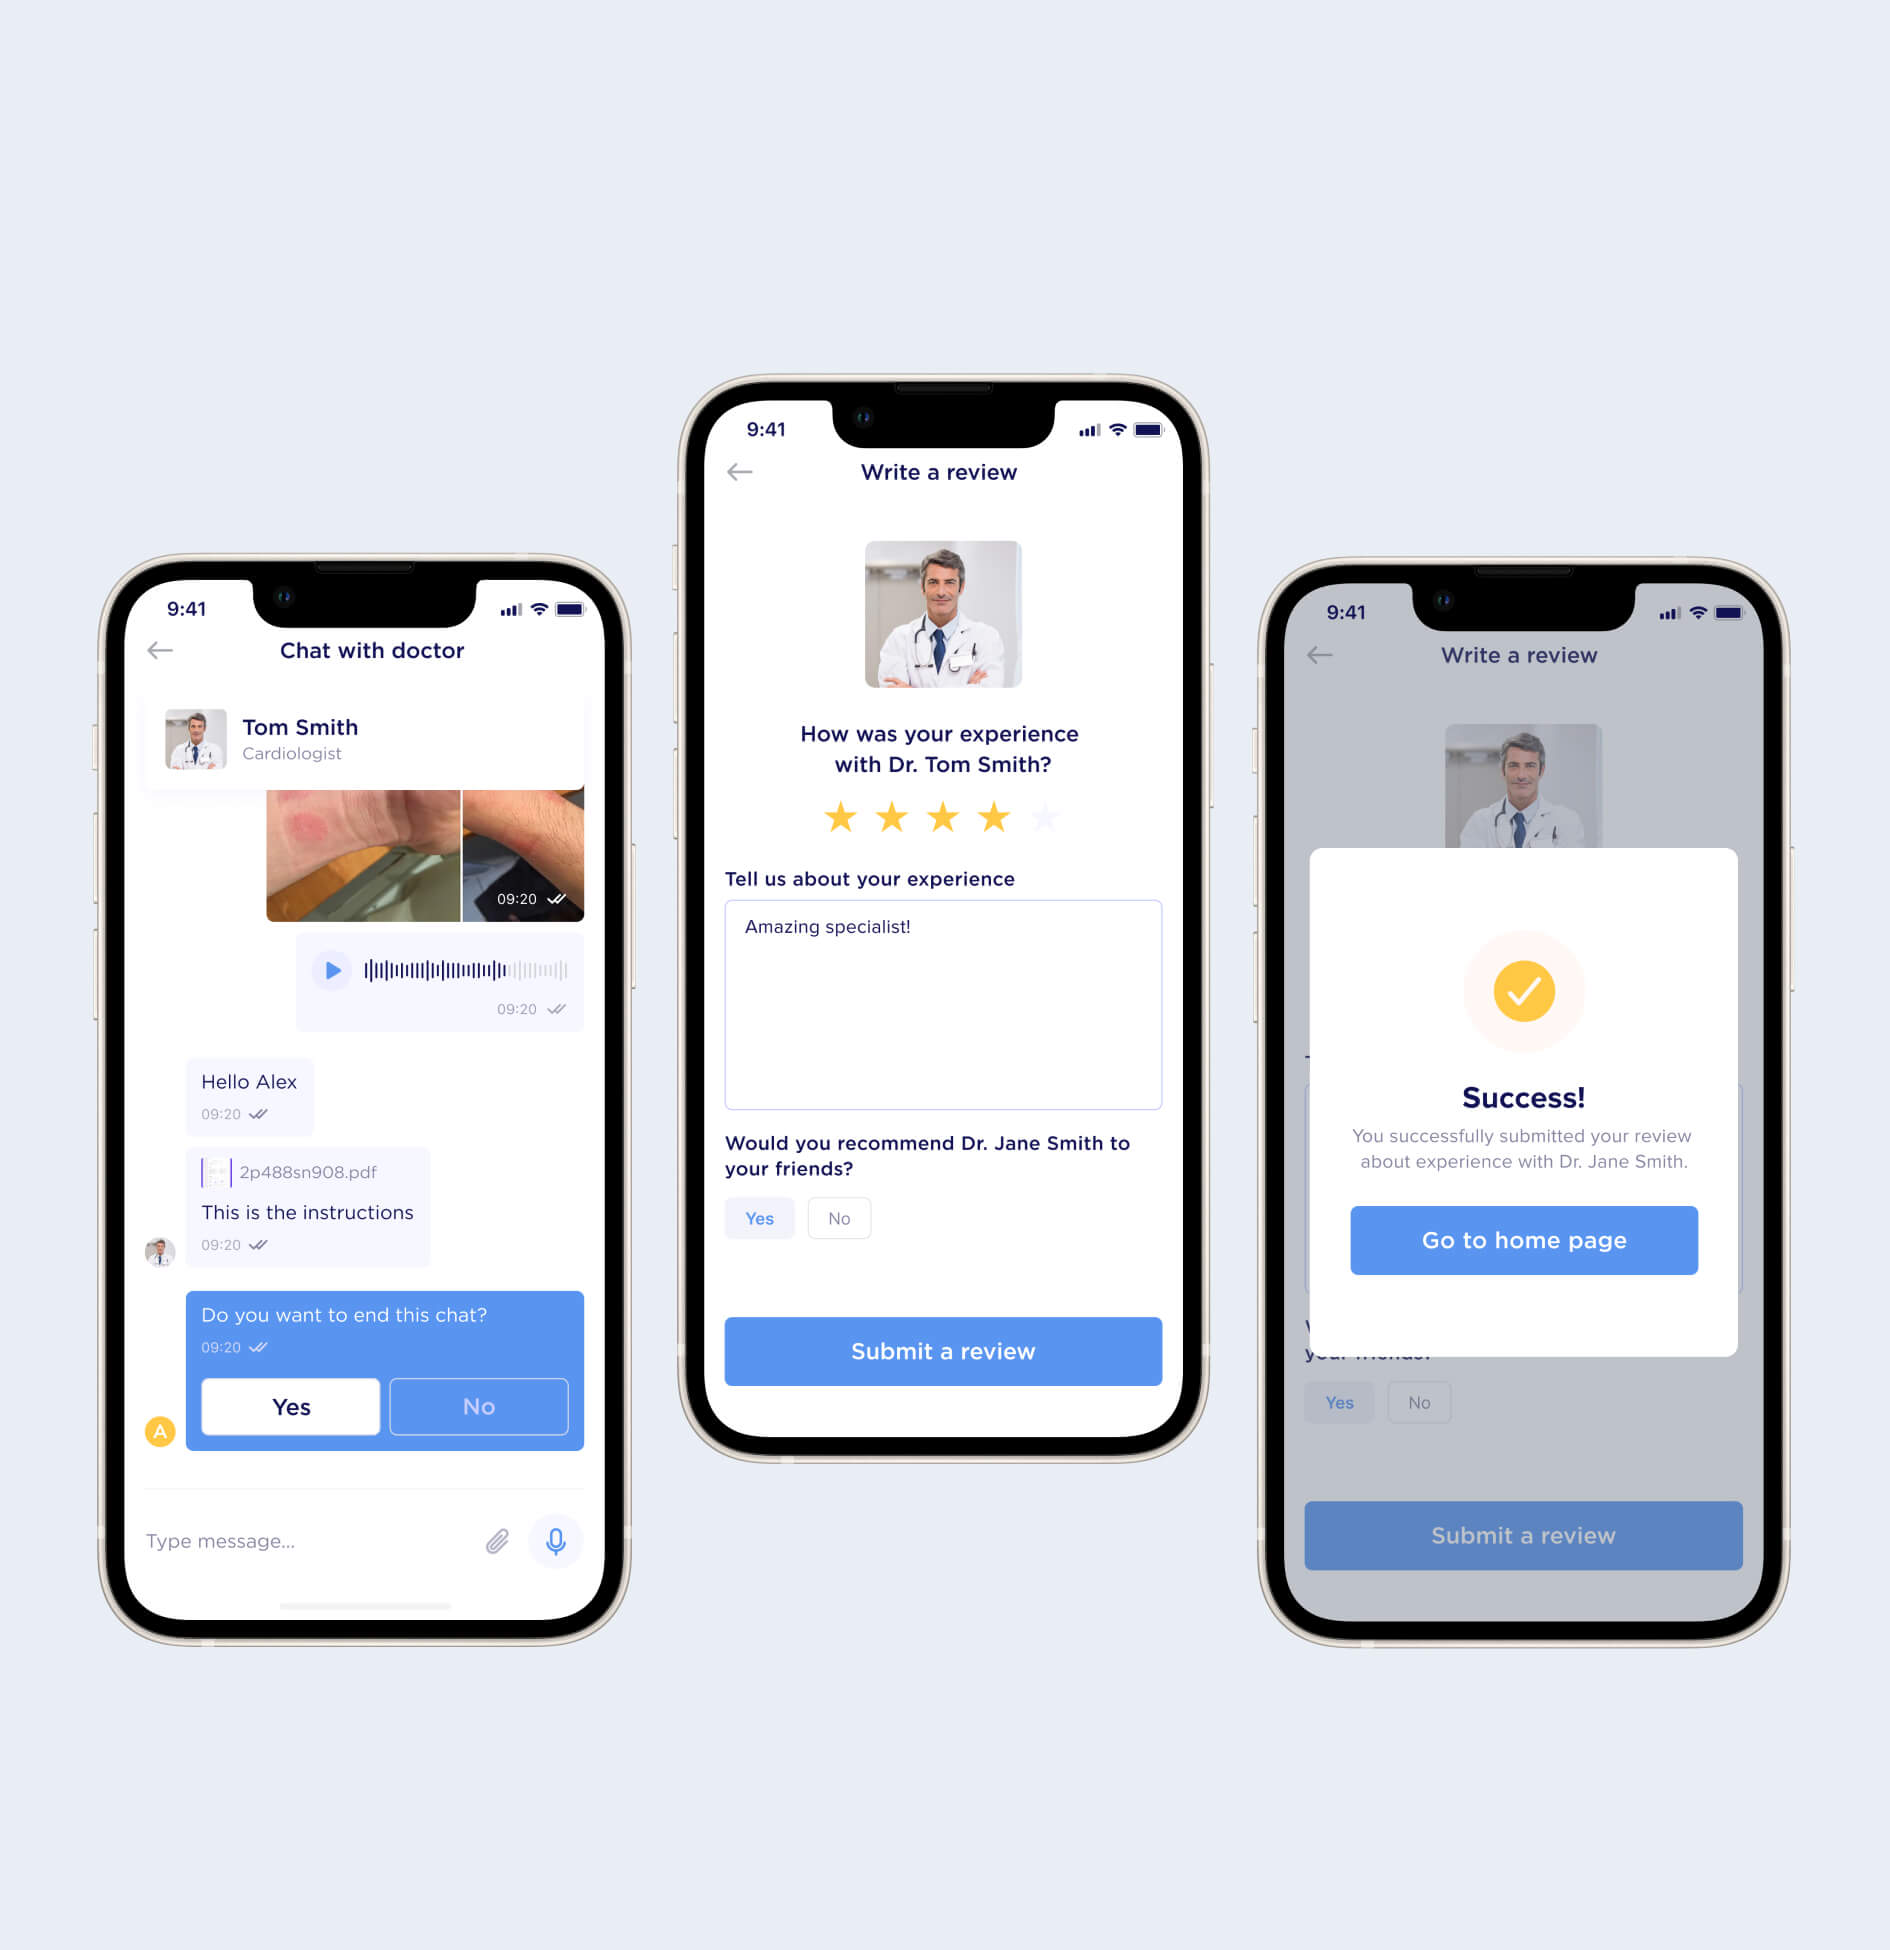 9:41
Chat with doctor
Tom Smith
Cardiologist
09:20
09:20
Hello Alex
09:20
2p488sn908.pdf
This is the instructions
09:20
Do you want to end this chat?
09:20
Yes
No
A
Type message...
9:41
Write a review
How was your experience
with Dr. Tom Smith?
Tell us about your experience
Amazing specialist!
Would you recommend Dr. Jane Smith to
your friends?
Yes
No
Submit a review
9:41
Write a review
Success!
You successfully submitted your review
about experience with Dr. Jane Smith.
Go to home page
your friends?
Yes
No
Submit a review